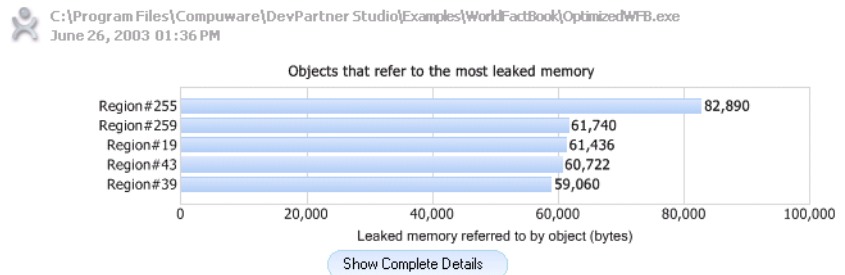 C:\Program Files\Compuware\DevPartner Studio\Examples\WorldFactBook\OptimizedWFB.exe
June 26, 2003 01:36 PM
Objects that refer to the most leaked memory
Region#255 82,890
Region#259 61,740
Region#19 61,436
Region#43 60,722
Region#39 59,060
0 20,000 40,000 60,000 80,000 100,000
Leaked memory referred to by object (bytes)
Show Complete Details